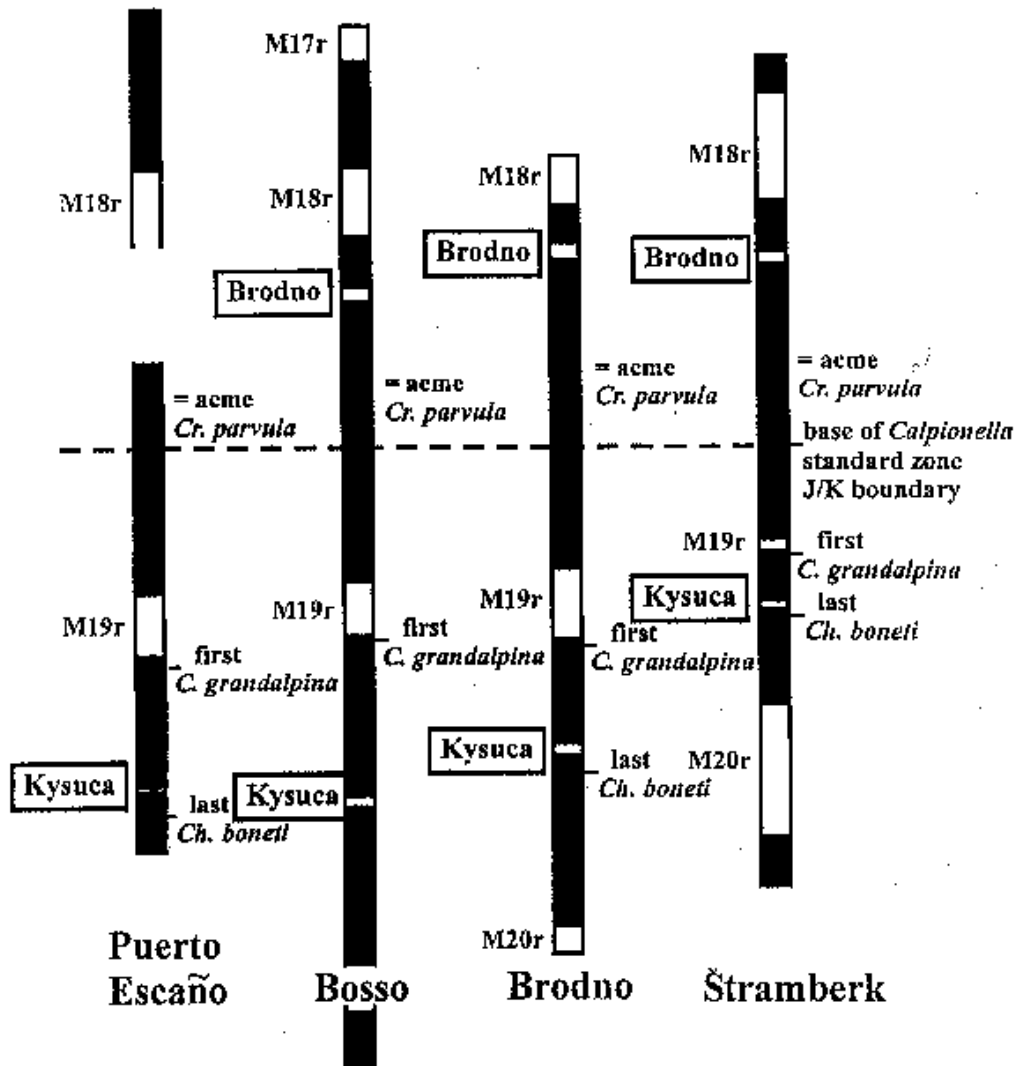 M17r
M18r
M18r
M18r
M18r
Brodno
Brodno
Brodno
= acme
Cr. parvula
= acme
Cr. parvula
= acme
Cr. parvula
= acme
Cr. parvula
base of Calpionella
standard zone
J/K boundary
M19r
M19r
M19r
M19r
first
C. grandalpina
first
C. grandalpina
first
C. grandalpina
first
C. grandalpina
Kysuca
Kysuca
Kysuca
Kysuca
last
Ch. boneti
last
Ch. boneti
last
Ch. boneti
M20r
M20r
Puerto
Escaño
Bosso
Brodno
Štramberk